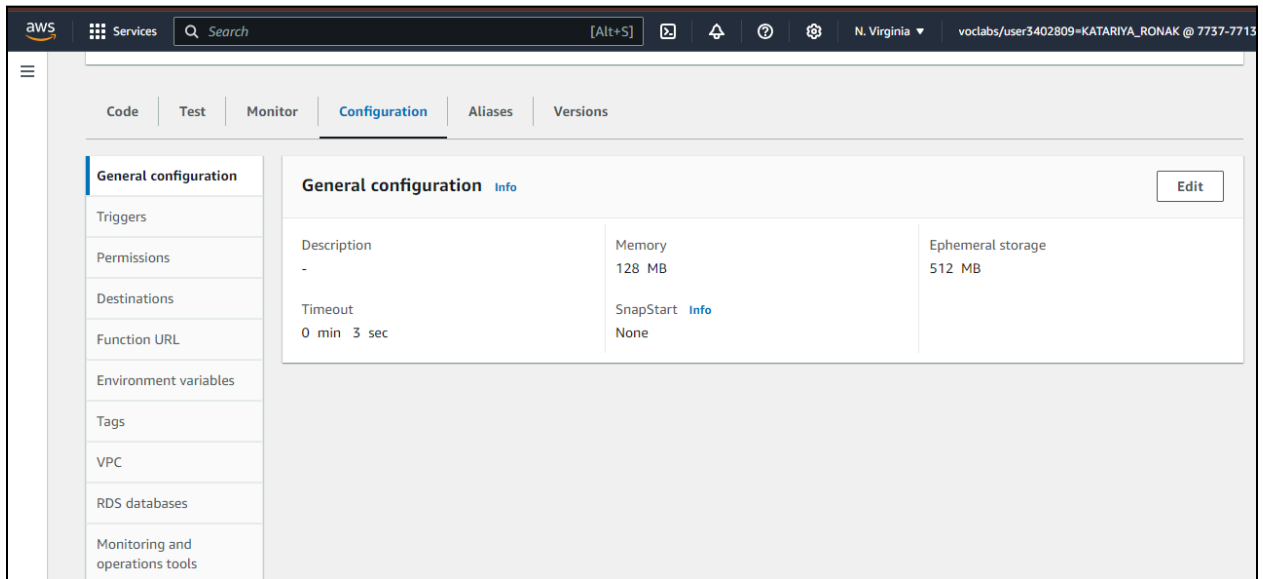 aws Services Search [Alt+S] N. Virginia ▼ voclabs/user3402809=KATARIYA_RONAK @ 7737-7713
Code Test Monitor Configuration Aliases Versions
General configuration
Triggers
Permissions
Destinations
Function URL
Environment variables
Tags
VPC
RDS databases
Monitoring and
operations tools
General configuration Info Edit
Description
-
Timeout
0 min 3 sec
Memory
128 MB
SnapStart Info
None
Ephemeral storage
512 MB